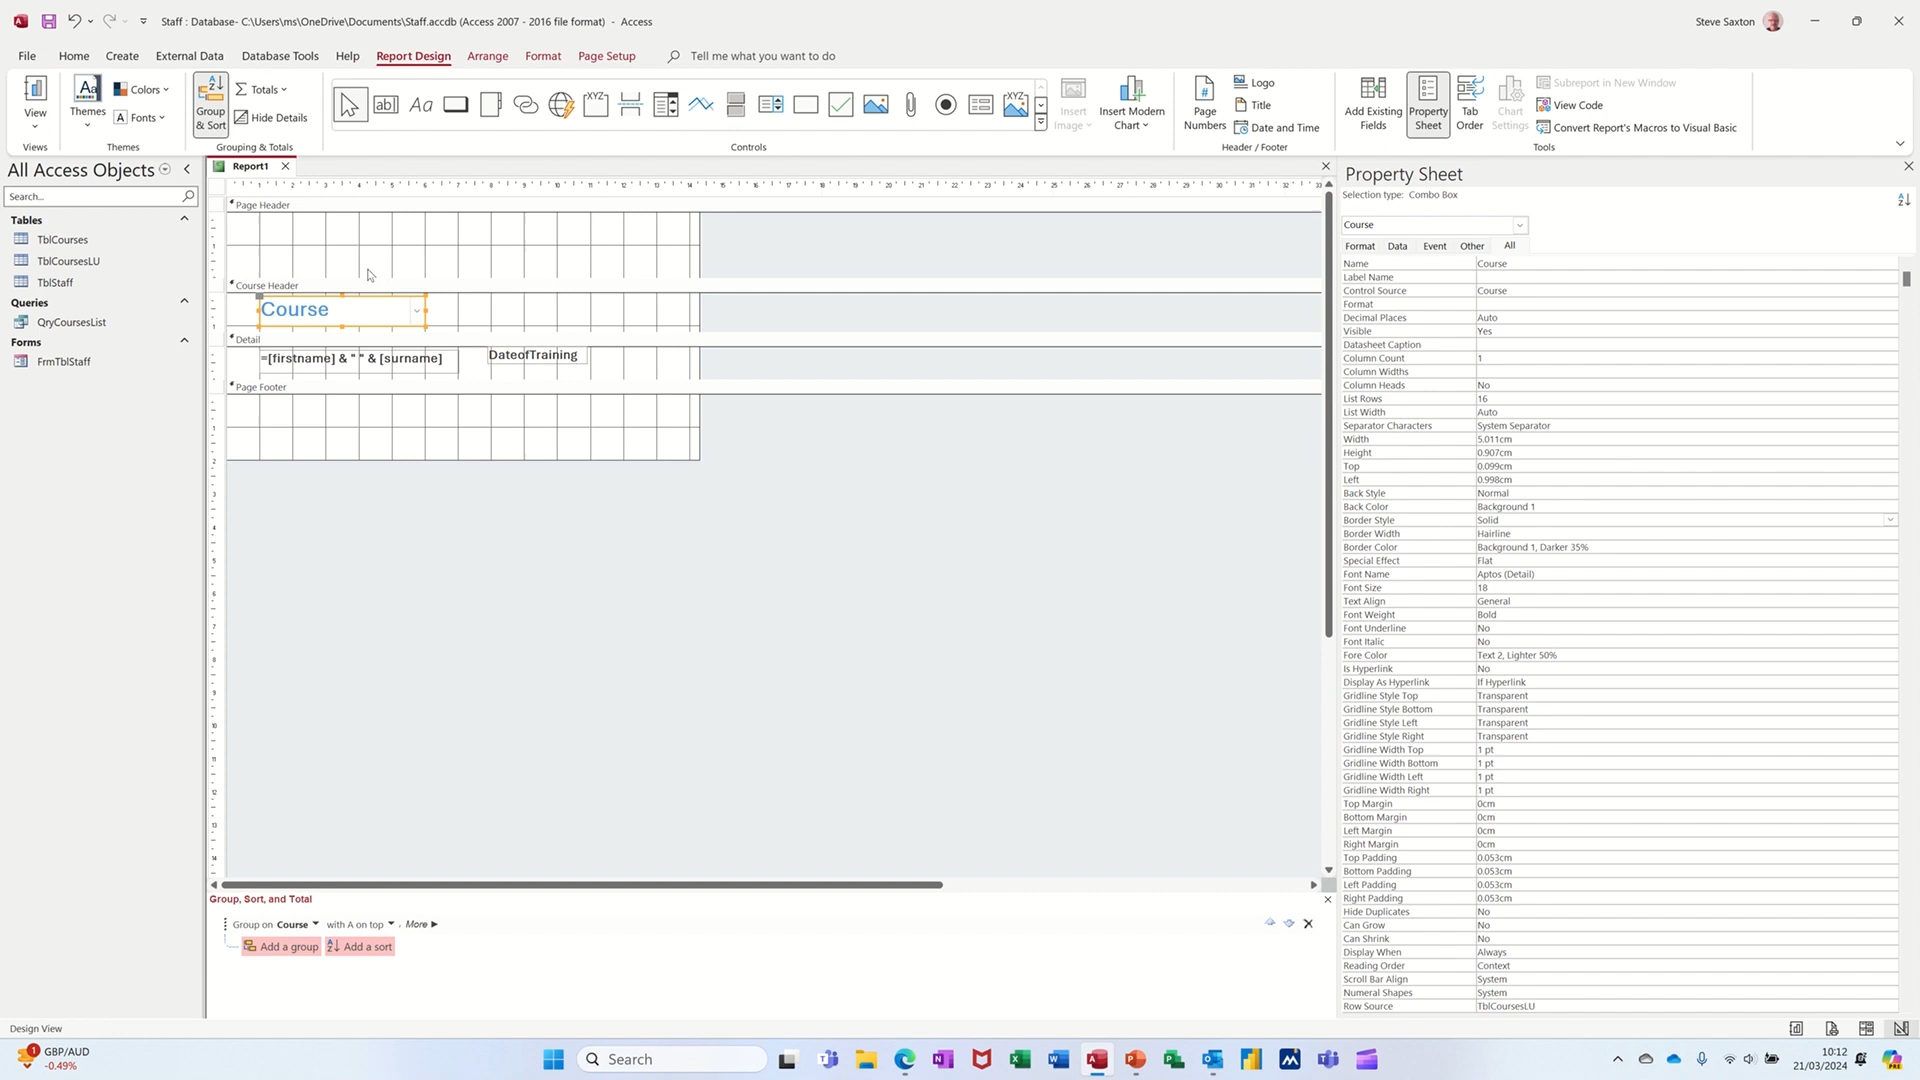 Staff : Database- C:\Users\ms\OneDrive\Documents\Staff.accdb (Access 2007 - 2016 file format)  -  Access
Steve Saxton
File Home Create External Data Database Tools Help Report Design Arrange Format Page Setup Tell me what you want to do
View
Views
Themes
Colors
Fonts
Themes
Group & Sort
Totals
Hide Details
Grouping & Totals
Controls
Insert Image
Insert Modern Chart
Page Numbers
Logo
Title
Date and Time
Header / Footer
Add Existing Fields
Property Sheet
Tab Order
Chart Settings
Subreport in New Window
View Code
Convert Report's Macros to Visual Basic
Tools
All Access Objects
Search...
Tables
TblCourses
TblCoursesLU
TblStaff
Queries
QryCoursesList
Forms
FrmTblStaff
Report1
Page Header
Course Header
Course
Detail
=[firstname] & " " & [surname]
DateofTraining
Page Footer
Group, Sort, and Total
Group on Course with A on top , More
Add a group
Add a sort
Property Sheet
Selection type: Combo Box
Course
Format Data Event Other All
Name Course
Label Name
Control Source Course
Format
Decimal Places Auto
Visible Yes
Datasheet Caption
Column Count 1
Column Widths
Column Heads No
List Rows 16
List Width Auto
Separator Characters System Separator
Width 5.011cm
Height 0.907cm
Top 0.099cm
Left 0.998cm
Back Style Normal
Back Color Background 1
Border Style Solid
Border Width Hairline
Border Color Background 1, Darker 35%
Special Effect Flat
Font Name Aptos (Detail)
Font Size 18
Text Align General
Font Weight Bold
Font Underline No
Font Italic No
Fore Color Text 2, Lighter 50%
Is Hyperlink No
Display As Hyperlink If Hyperlink
Gridline Style Top Transparent
Gridline Style Bottom Transparent
Gridline Style Left Transparent
Gridline Style Right Transparent
Gridline Width Top 1 pt
Gridline Width Bottom 1 pt
Gridline Width Left 1 pt
Gridline Width Right 1 pt
Top Margin 0cm
Bottom Margin 0cm
Left Margin 0cm
Right Margin 0cm
Top Padding 0.053cm
Bottom Padding 0.053cm
Left Padding 0.053cm
Right Padding 0.053cm
Hide Duplicates No
Can Grow No
Can Shrink No
Display When Always
Reading Order Context
Scroll Bar Align System
Numeral Shapes System
Row Source TblCoursesLU
Design View
GBP/AUD
-0.49%
Search
10:12
21/03/2024